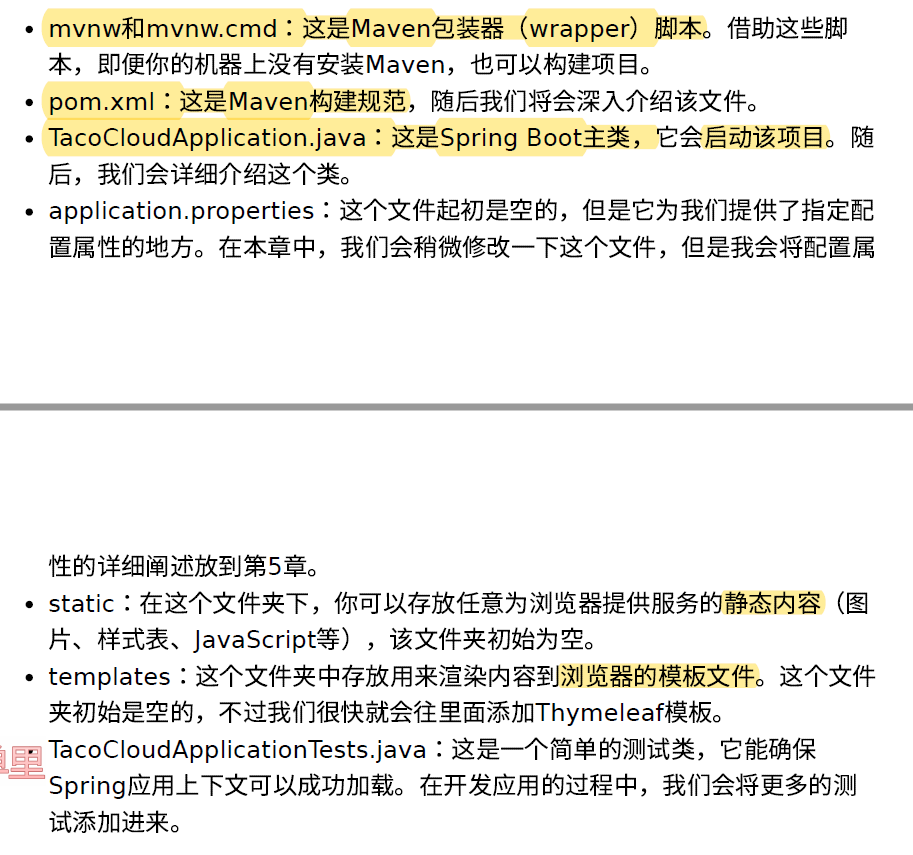 • mvnw和mvnw.cmd：这是Maven包装器（wrapper）脚本。借助这些脚
本，即便你的机器上没有安装Maven，也可以构建项目。
• pom.xml：这是Maven构建规范，随后我们将会深入介绍该文件。
• TacoCloudApplication.java：这是Spring Boot主类，它会启动该项目。随
后，我们会详细介绍这个类。
• application.properties：这个文件起初是空的，但是它为我们提供了指定配
置属性的地方。在本章中，我们会稍微修改一下这个文件，但是我会将配置属
性的详细阐述放到第5章。
• static：在这个文件夹下，你可以存放任意为浏览器提供服务的静态内容（图
片、样式表、JavaScript等），该文件夹初始为空。
• templates：这个文件夹中存放用来渲染内容到浏览器的模板文件。这个文件
夹初始是空的，不过我们很快就会往里面添加Thymeleaf模板。
• TacoCloudApplicationTests.java：这是一个简单的测试类，它能确保
里
Spring应用上下文可以成功加载。在开发应用的过程中，我们会将更多的测
试添加进来。